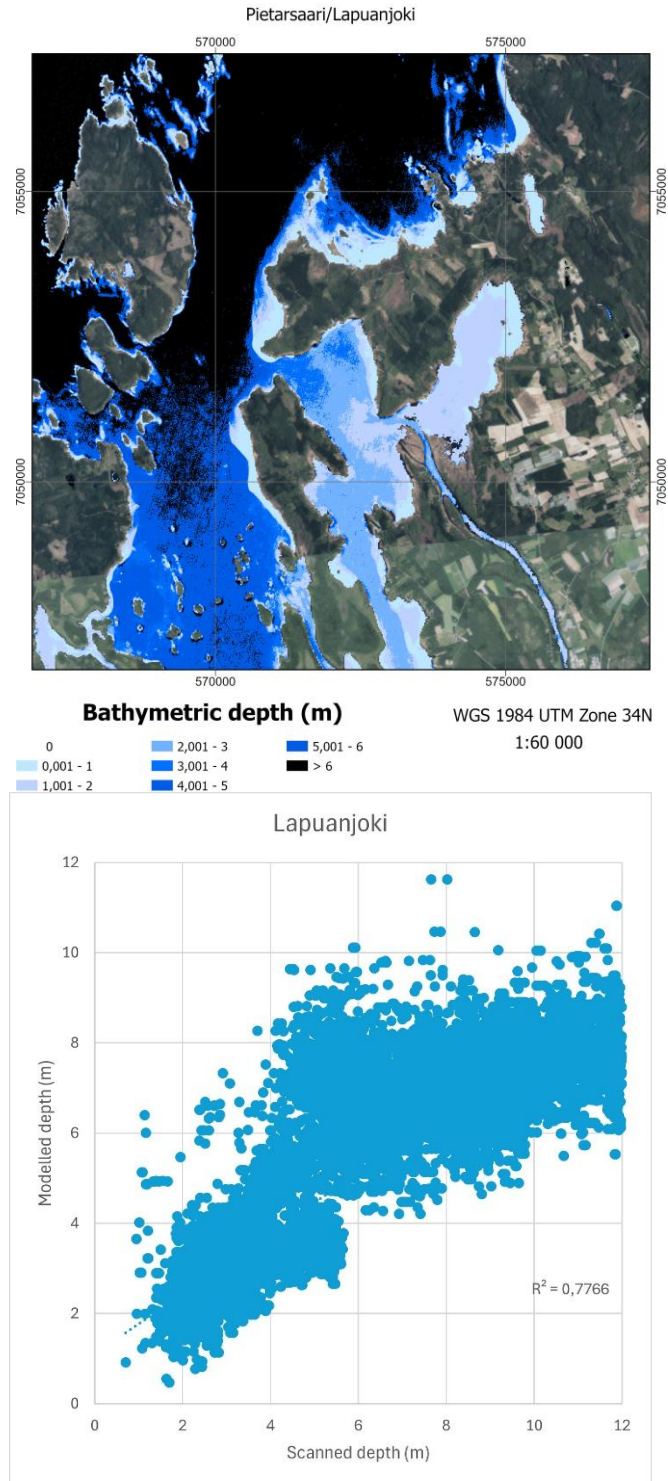 Pietarsaari/Lapuanjoki
570000 575000
7055000 7055000
7050000 7050000
570000 575000
Bathymetric depth (m)
WGS 1984 UTM Zone 34N
1:60 000
0 2,001 - 3 5,001 - 6
0,001 - 1 3,001 - 4 > 6
1,001 - 2 4,001 - 5
Lapuanjoki
12
10
8
6
4
2
0
Modelled depth (m)
R² = 0,7766
0 2 4 6 8 10 12
Scanned depth (m)